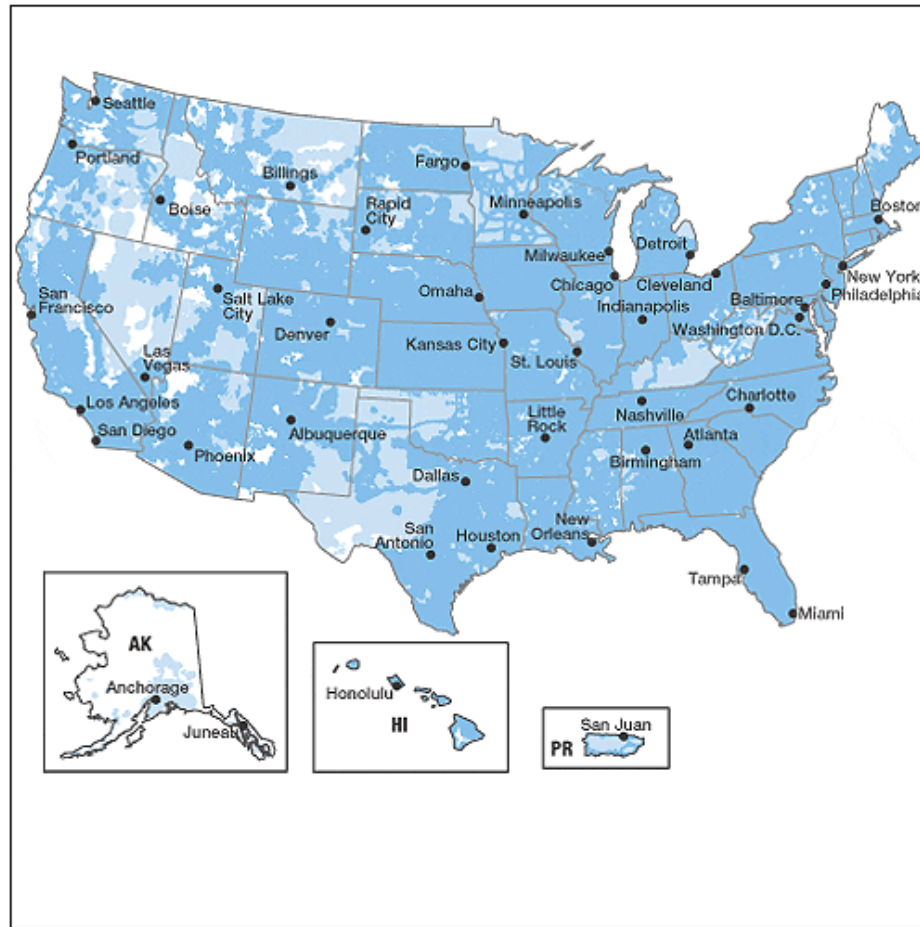 Seattle
Portland
Billings
Fargo
Boise
Rapid
City
Minneapolis
Boston
Milwaukee
Detroit
Chicago
Cleveland
New York
Philadelphia
San
Francisco
Salt Lake
City
Omaha
Indianapolis
Baltimore
Washington D.C.
Denver
Kansas City
St. Louis
Las
Vegas
Los Angeles
San Diego
Phoenix
Albuquerque
Little
Rock
Nashville
Charlotte
Atlanta
Birmingham
Dallas
San
Antonio
Houston
New
Orleans
Tampa
Miami
AK
Anchorage
Juneau
Honolulu
HI
San Juan
PR